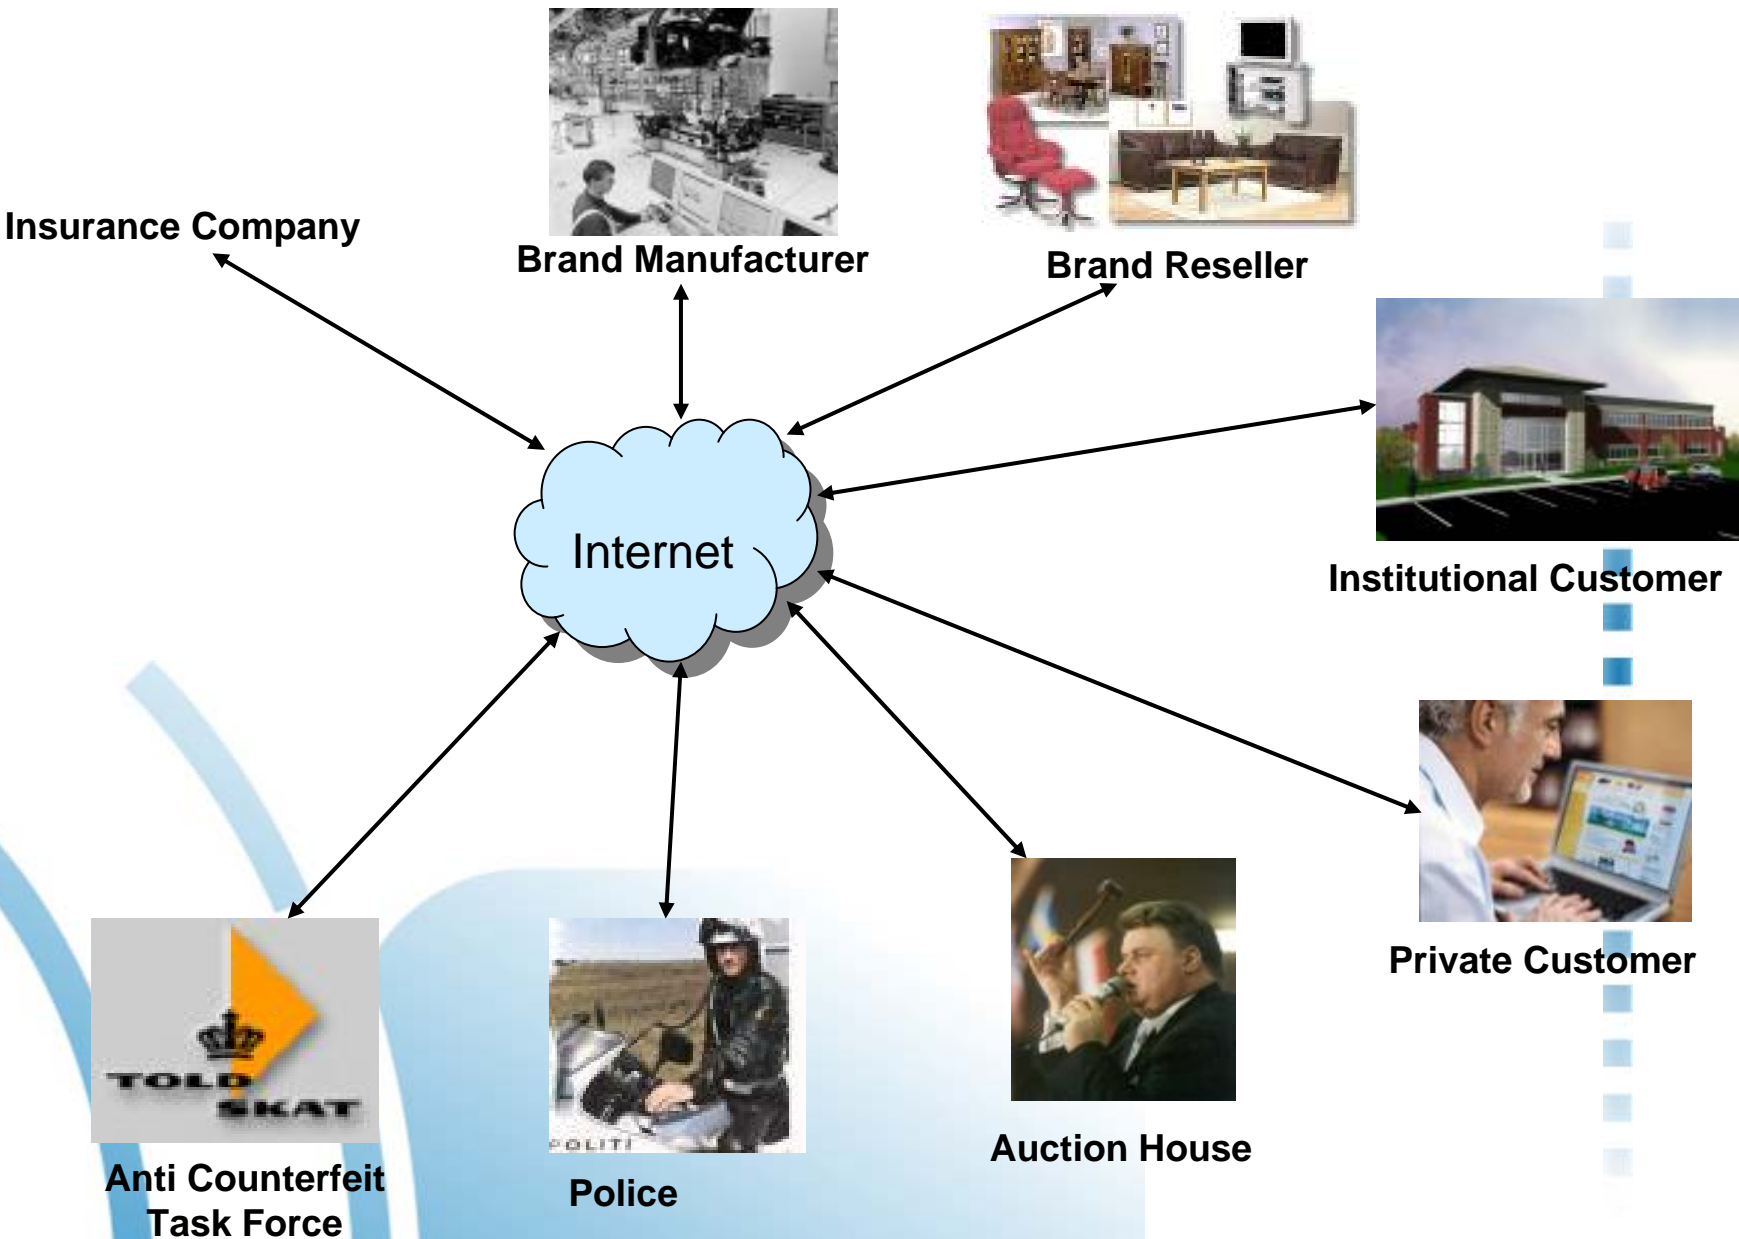 Insurance Company
Brand Manufacturer
Brand Reseller
Institutional Customer
Internet
Private Customer
TOLD
SKAT
POLITI
Auction House
Anti Counterfeit
Task Force
Police